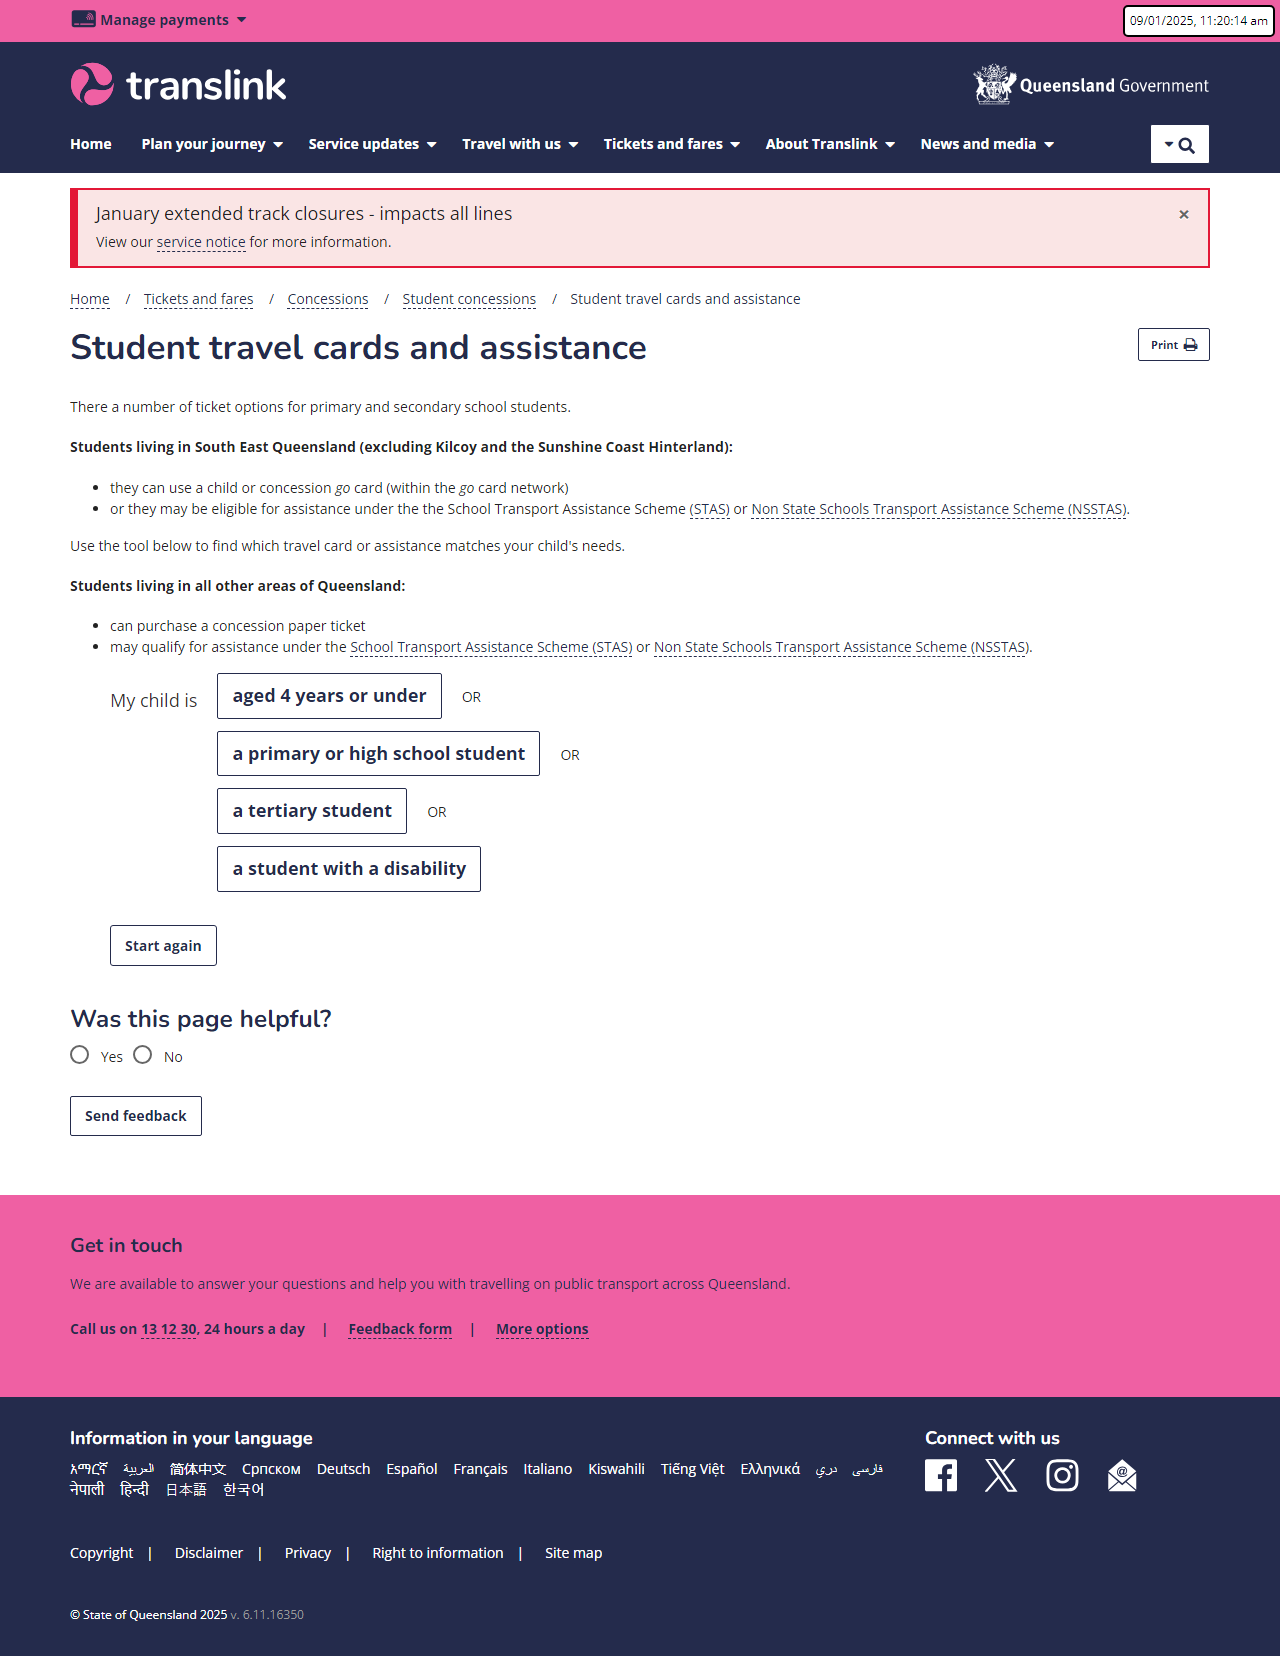 Manage payments
09/01/2025, 11:20:14 am
translink
Queensland Government
Home Plan your journey Service updates Travel with us Tickets and fares About Translink News and media
January extended track closures - impacts all lines ×
View our service notice for more information.
Home / Tickets and fares / Concessions / Student concessions / Student travel cards and assistance
Student travel cards and assistance
Print
There a number of ticket options for primary and secondary school students.
Students living in South East Queensland (excluding Kilcoy and the Sunshine Coast Hinterland):
• they can use a child or concession go card (within the go card network)
• or they may be eligible for assistance under the the School Transport Assistance Scheme (STAS) or Non State Schools Transport Assistance Scheme (NSSTAS).
Use the tool below to find which travel card or assistance matches your child's needs.
Students living in all other areas of Queensland:
• can purchase a concession paper ticket
• may qualify for assistance under the School Transport Assistance Scheme (STAS) or Non State Schools Transport Assistance Scheme (NSSTAS).
My child is aged 4 years or under OR
a primary or high school student OR
a tertiary student OR
a student with a disability
Start again
Was this page helpful?
Yes No
Send feedback
Get in touch
We are available to answer your questions and help you with travelling on public transport across Queensland.
Call us on 13 12 30, 24 hours a day | Feedback form | More options
Information in your language
አማርኛ العربية 简体中文 Српском Deutsch Español Français Italiano Kiswahili Tiếng Việt Ελληνικά دري فارسی
नेपाली हिन्दी 日本語 한국어
Connect with us
Copyright | Disclaimer | Privacy | Right to information | Site map
© State of Queensland 2025 v. 6.11.16350